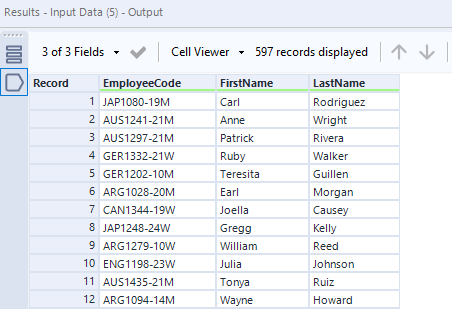 Results - Input Data (5) - Output
3 of 3 Fields Cell Viewer 597 records displayed
Record EmployeeCode FirstName LastName
1 JAP1080-19M Carl Rodriguez
2 AUS1241-21M Anne Wright
3 AUS1297-21M Patrick Rivera
4 GER1332-21W Ruby Walker
5 GER1202-10M Teresita Guillen
6 ARG1028-20M Earl Morgan
7 CAN1344-19W Joella Causey
8 JAP1248-24W Gregg Kelly
9 ARG1279-10W William Reed
10 ENG1198-23W Julia Johnson
11 AUS1435-21M Tonya Ruiz
12 ARG1094-14M Wayne Howard